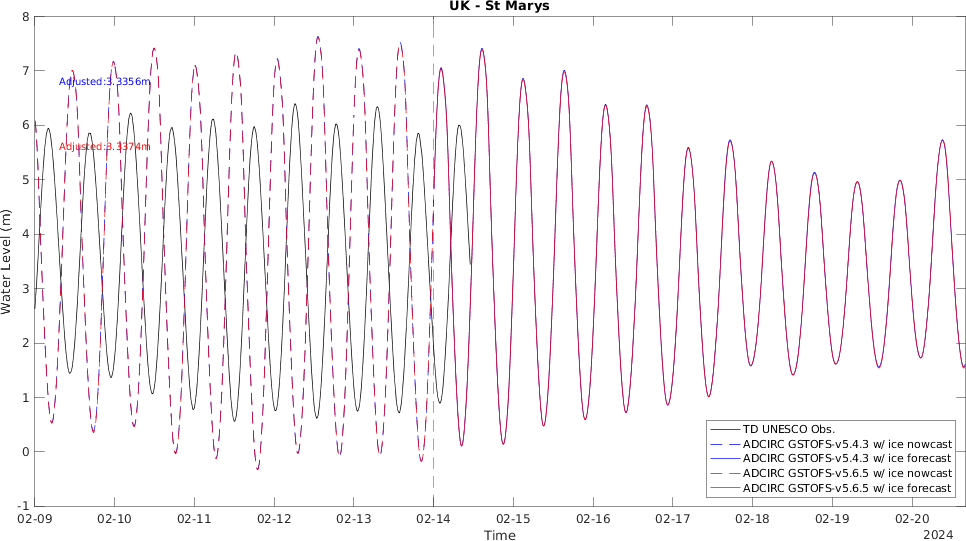 UK - St Marys
8
7
6
5
4
3
2
1
0
-1
Water Level (m)
Adjusted:3.3356m
Adjusted:3.3374m
TD UNESCO Obs.
ADCIRC GSTOFS-v5.4.3 w/ ice nowcast
ADCIRC GSTOFS-v5.4.3 w/ ice forecast
ADCIRC GSTOFS-v5.6.5 w/ ice nowcast
ADCIRC GSTOFS-v5.6.5 w/ ice forecast
02-09 02-10 02-11 02-12 02-13 02-14 02-15 02-16 02-17 02-18 02-19 02-20
Time
2024